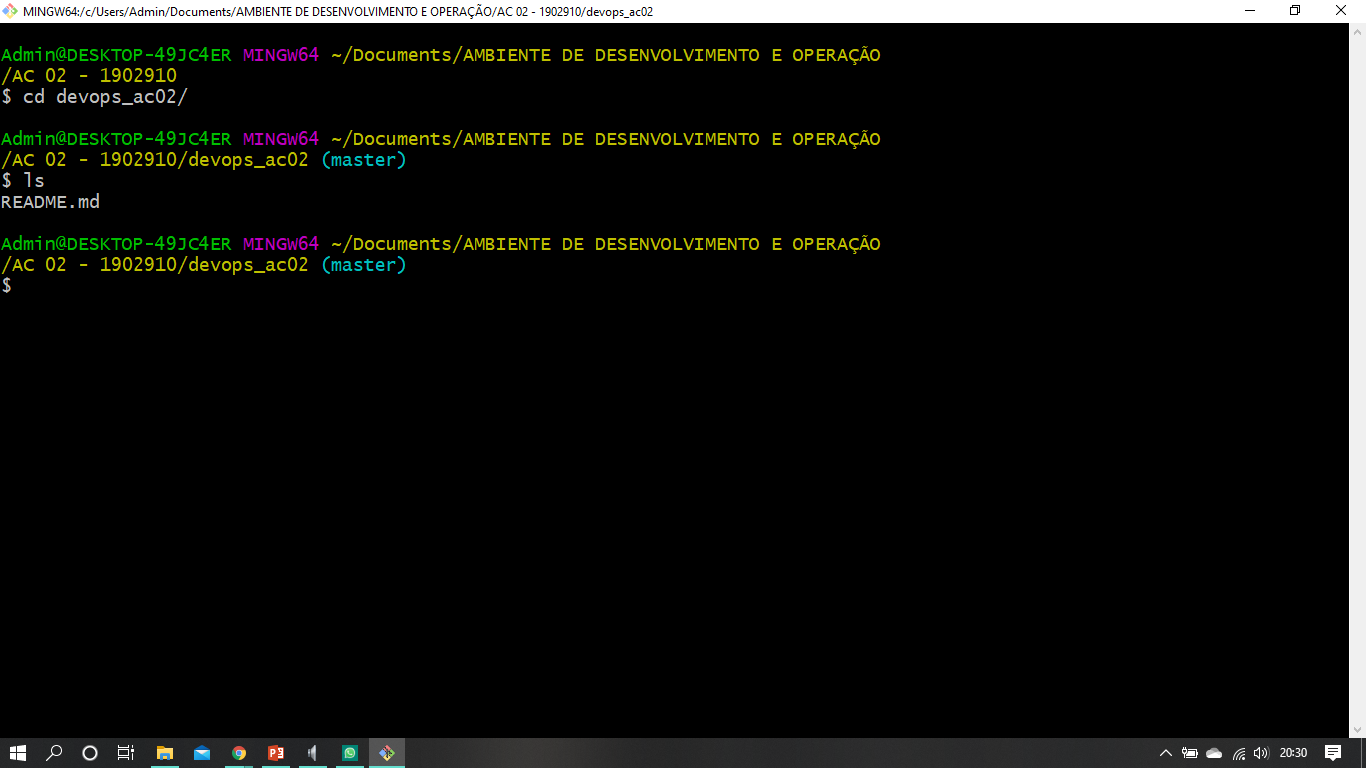 MINGW64:/c/Users/Admin/Documents/AMBIENTE DE DESENVOLVIMENTO E OPERAÇÃO/AC 02 - 1902910/devops_ac02
Admin@DESKTOP-49JC4ER MINGW64 ~/Documents/AMBIENTE DE DESENVOLVIMENTO E OPERAÇÃO
/AC 02 - 1902910
$ cd devops_ac02/
Admin@DESKTOP-49JC4ER MINGW64 ~/Documents/AMBIENTE DE DESENVOLVIMENTO E OPERAÇÃO
/AC 02 - 1902910/devops_ac02 (master)
$ ls
README.md
Admin@DESKTOP-49JC4ER MINGW64 ~/Documents/AMBIENTE DE DESENVOLVIMENTO E OPERAÇÃO
/AC 02 - 1902910/devops_ac02 (master)
$
20:30